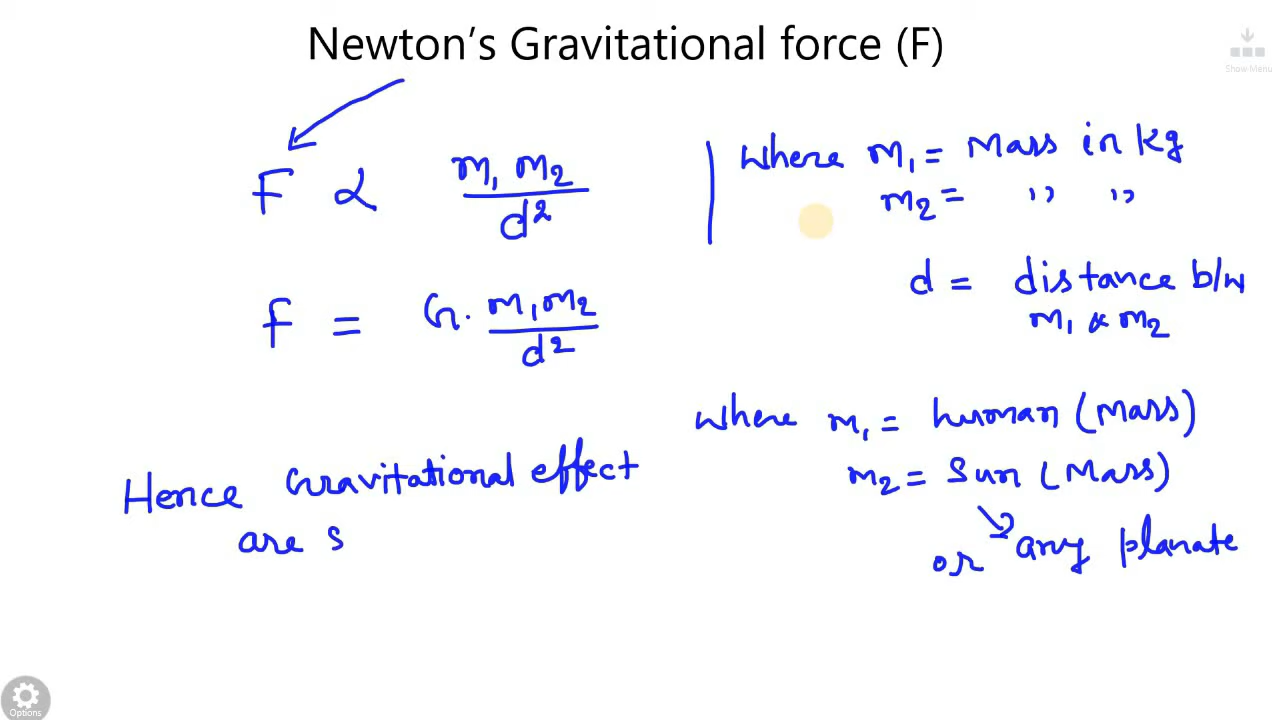 Newton's Gravitational force (F)
Show Menu
F ∝ m₁ m₂ / d²
where m₁ = Mass in kg
m₂ = ,, ,,
d = distance b/w
m₁ & m₂
F = G. m₁m₂ / d²
where m₁ = human (Mass)
m₂ = Sun (Mass)
or any planate
Hence Gravitational effect
are s
Options